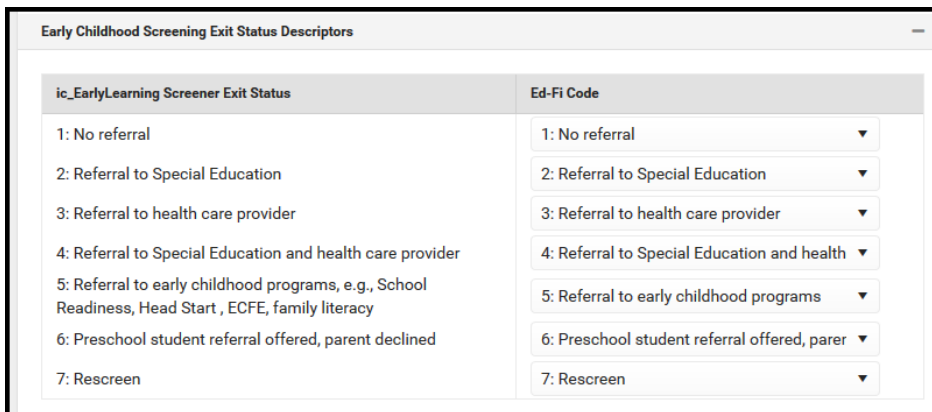 Early Childhood Screening Exit Status Descriptors
ic_EarlyLearning Screener Exit Status Ed-Fi Code
1: No referral 1: No referral
2: Referral to Special Education 2: Referral to Special Education
3: Referral to health care provider 3: Referral to health care provider
4: Referral to Special Education and health care provider 4: Referral to Special Education and health
5: Referral to early childhood programs, e.g., School
Readiness, Head Start , ECFE, family literacy
5: Referral to early childhood programs
6: Preschool student referral offered, parent declined 6: Preschool student referral offered, parer
7: Rescreen 7: Rescreen